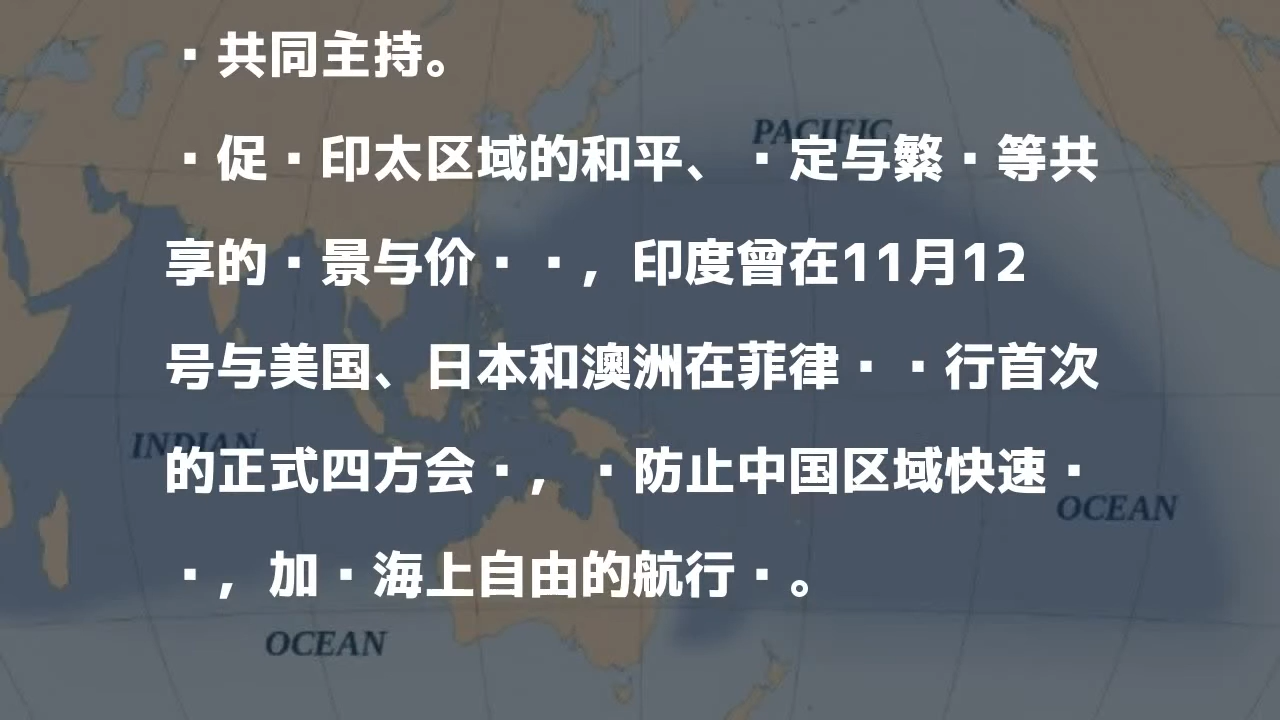 ·共同主持。
PACIFIC
·促·印太区域的和平、·定与繁·等共
享的·景与价··，印度曾在11月12
号与美国、日本和澳洲在菲律··行首次
INDIAN
的正式四方会·，·防止中国区域快速·
OCEAN
·，加·海上自由的航行·。
OCEAN